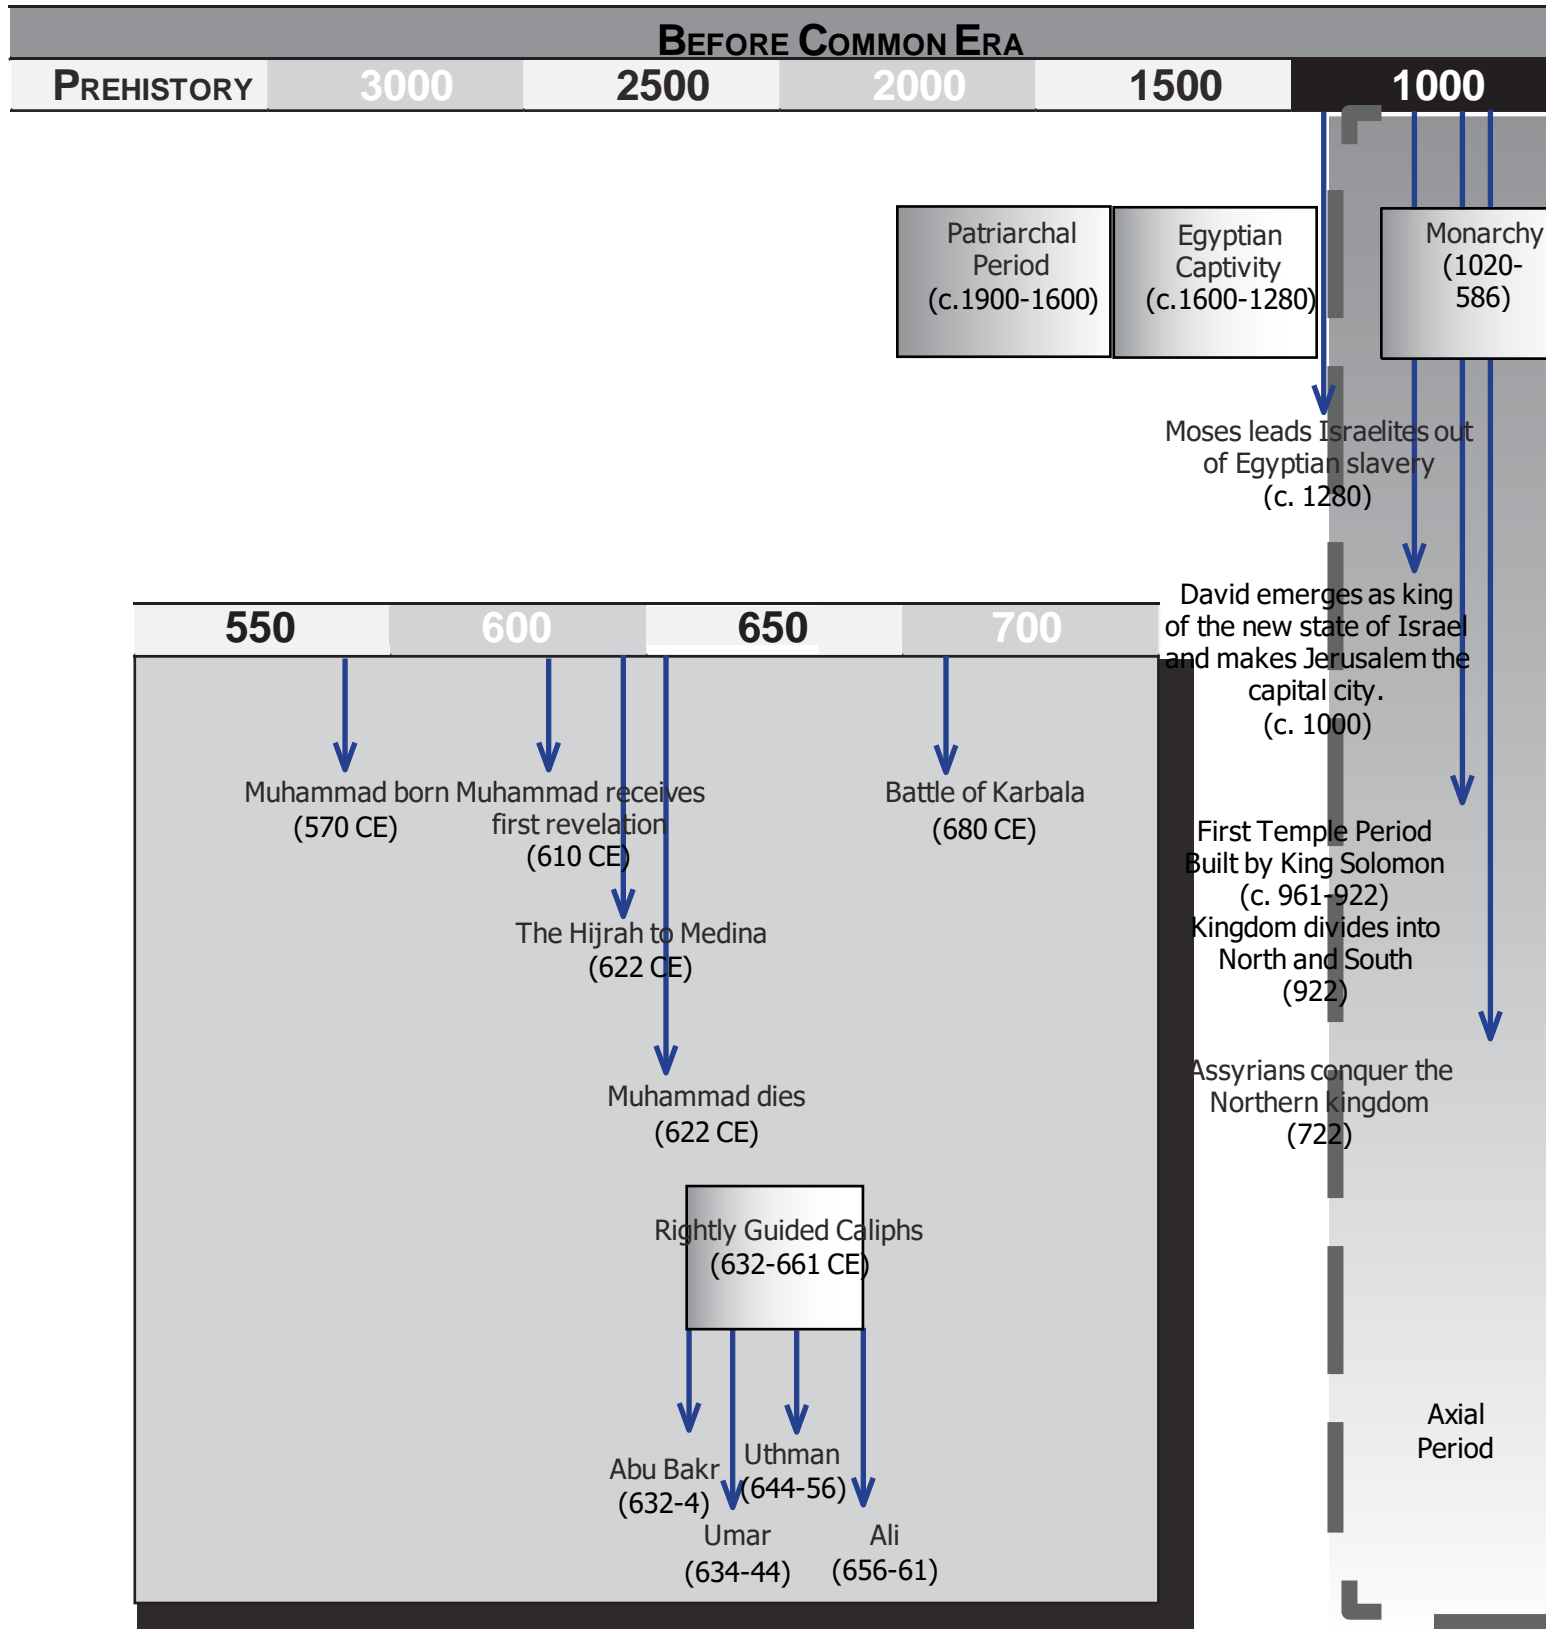 BEFORE COMMON ERA
PREHISTORY 3000 2500 2000 1500 1000
Patriarchal
Period
(c.1900-1600)
Egyptian
Captivity
(c.1600-1280)
Monarchy
(1020-
586)
Moses leads Israelites out
of Egyptian slavery
(c. 1280)
David emerges as king
of the new state of Israel
and makes Jerusalem the
capital city.
(c. 1000)
First Temple Period
Built by King Solomon
(c. 961-922)
Kingdom divides into
North and South
(922)
Assyrians conquer the
Northern kingdom
(722)
Axial
Period
550 600 650 700
Muhammad born
(570 CE)
Muhammad receives
first revelation
(610 CE)
Battle of Karbala
(680 CE)
The Hijrah to Medina
(622 CE)
Muhammad dies
(622 CE)
Rightly Guided Caliphs
(632-661 CE)
Abu Bakr
(632-4)
Uthman
(644-56)
Umar
(634-44)
Ali
(656-61)